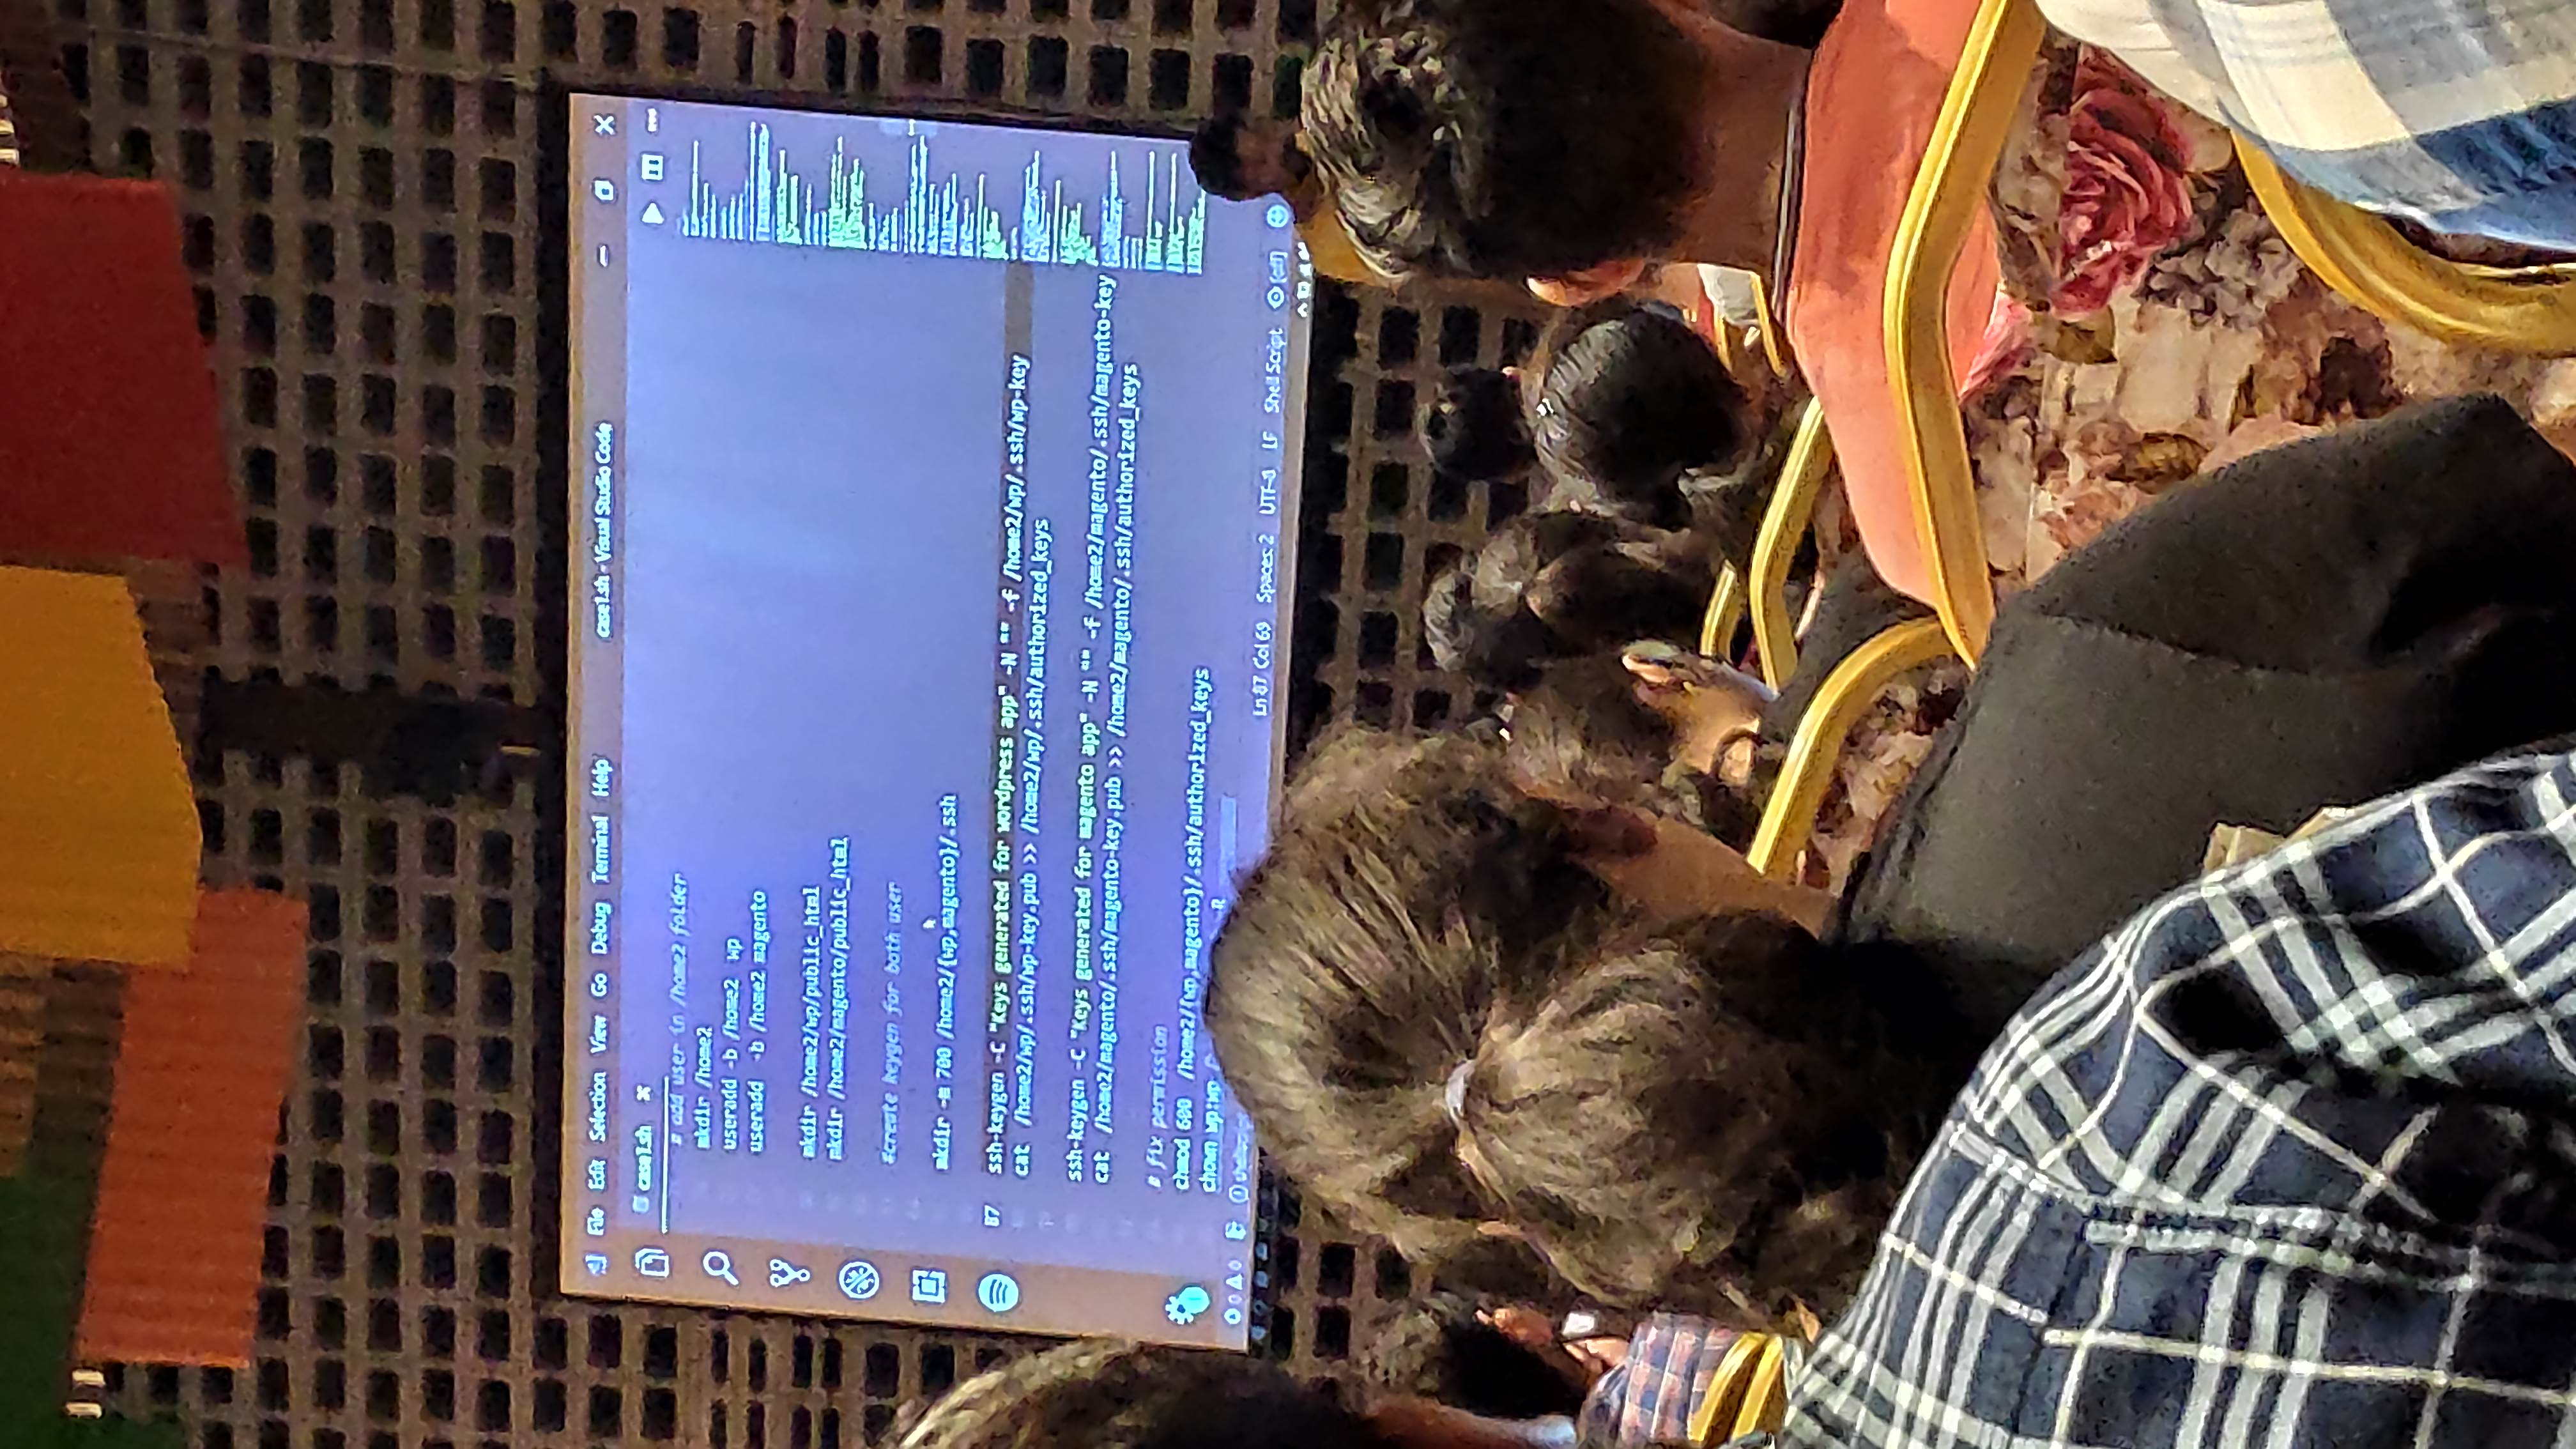 File Edit Selection View Go Debug Terminal Help case1.sh - Visual Studio Code
case1.sh
# add user in /home2 folder
mkdir /home2
useradd -b /home2 wp
useradd -b /home2 magento
mkdir /home2/wp/public_html
mkdir /home2/magento/public_html
#create keygen for both user
mkdir -m 700 /home2/{wp,magento}/.ssh
87 ssh-keygen -C "Keys generated for wordpress app" -N "" -f /home2/wp/.ssh/wp-key
cat /home2/wp/.ssh/wp-key.pub >> /home2/wp/.ssh/authorized_keys
ssh-keygen -C "Keys generated for magento app" -N "" -f /home2/magento/.ssh/magento-key
cat /home2/magento/.ssh/magento-key.pub >> /home2/magento/.ssh/authorized_keys
# fix permission
chmod 600 /home2/{wp,magento}/.ssh/authorized_keys
chown wp:wp -R
0 0 Ln 87 Col 69 Spaces: 2 UTF-8 LF Shell Script [off]